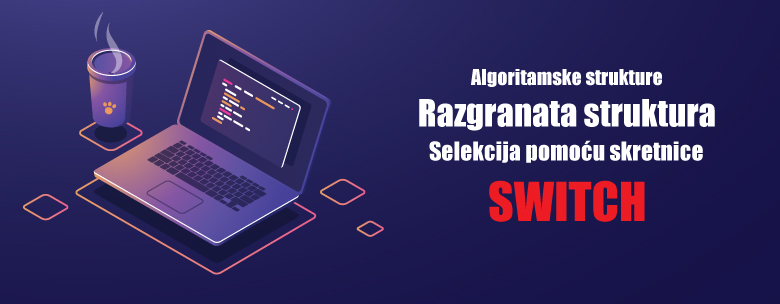 Algoritamske strukture
Razgranata struktura
Selekcija pomoću skretnice
SWITCH